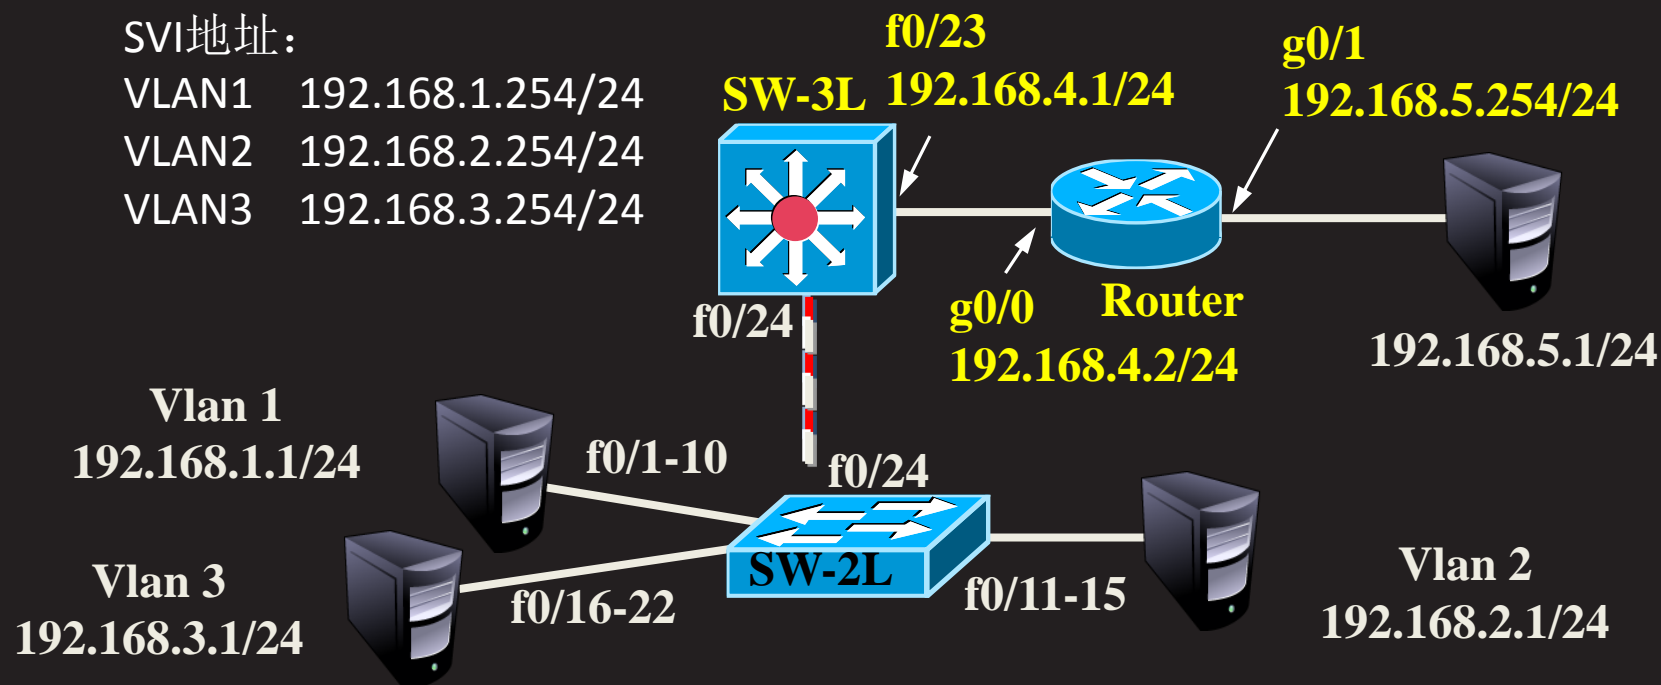 SVI地址：
VLAN1 192.168.1.254/24
VLAN2 192.168.2.254/24
VLAN3 192.168.3.254/24
f0/23
192.168.4.1/24
SW-3L
g0/1
192.168.5.254/24
f0/24
g0/0
192.168.4.2/24
Router
192.168.5.1/24
Vlan 1
192.168.1.1/24
f0/1-10
f0/24
SW-2L
Vlan 3
192.168.3.1/24
f0/16-22
f0/11-15
Vlan 2
192.168.2.1/24